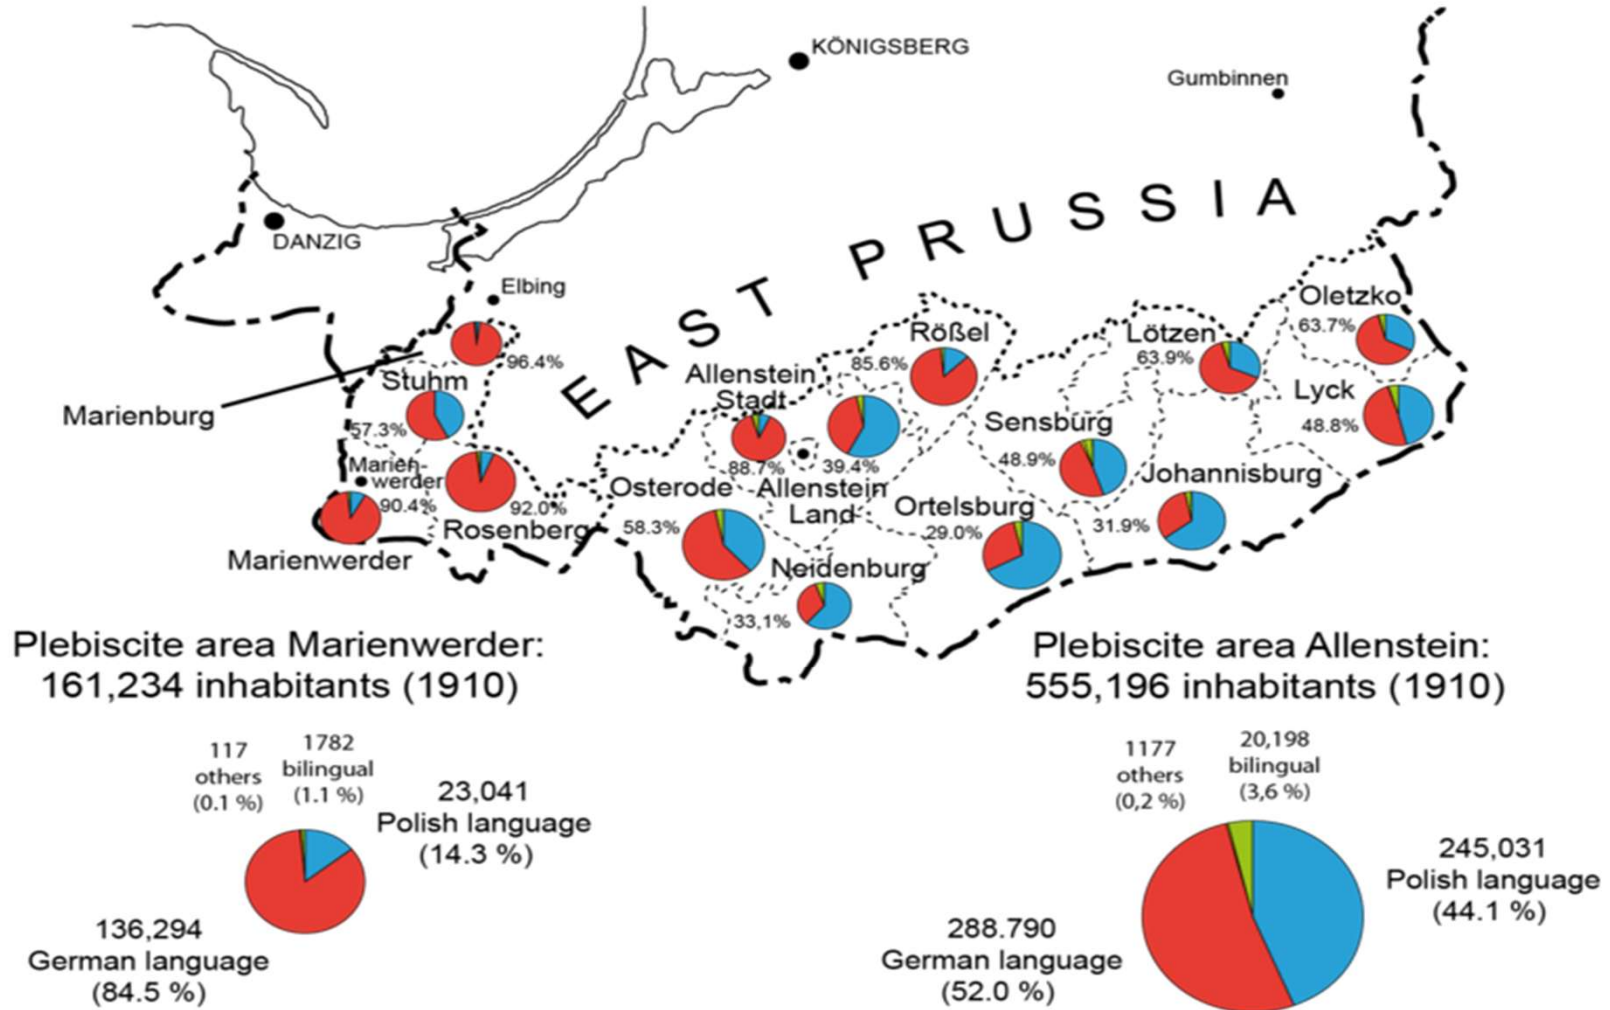 KÖNIGSBERG
Gumbinnen
DANZIG
Elbing
EAST PRUSSIA
Oletzko
63.7%
Lötzen
63.9%
Rößel
85.6%
96.4%
Stuhm
57.3%
Marienburg
Allenstein
Stadt
88.7%
39.4%
Allenstein
Land
Lyck
48.8%
Sensburg
48.9%
Johannisburg
31.9%
Marien-
werder
90.4%
Marienwerder
92.0%
Rosenberg
Osterode
58.3%
Ortelsburg
29.0%
Neidenburg
33,1%
Plebiscite area Marienwerder:
161,234 inhabitants (1910)
117
others
(0.1 %)
1782
bilingual
(1.1 %)
23,041
Polish language
(14.3 %)
136,294
German language
(84.5 %)
Plebiscite area Allenstein:
555,196 inhabitants (1910)
1177
others
(0,2 %)
20,198
bilingual
(3,6 %)
245,031
Polish language
(44.1 %)
288.790
German language
(52.0 %)